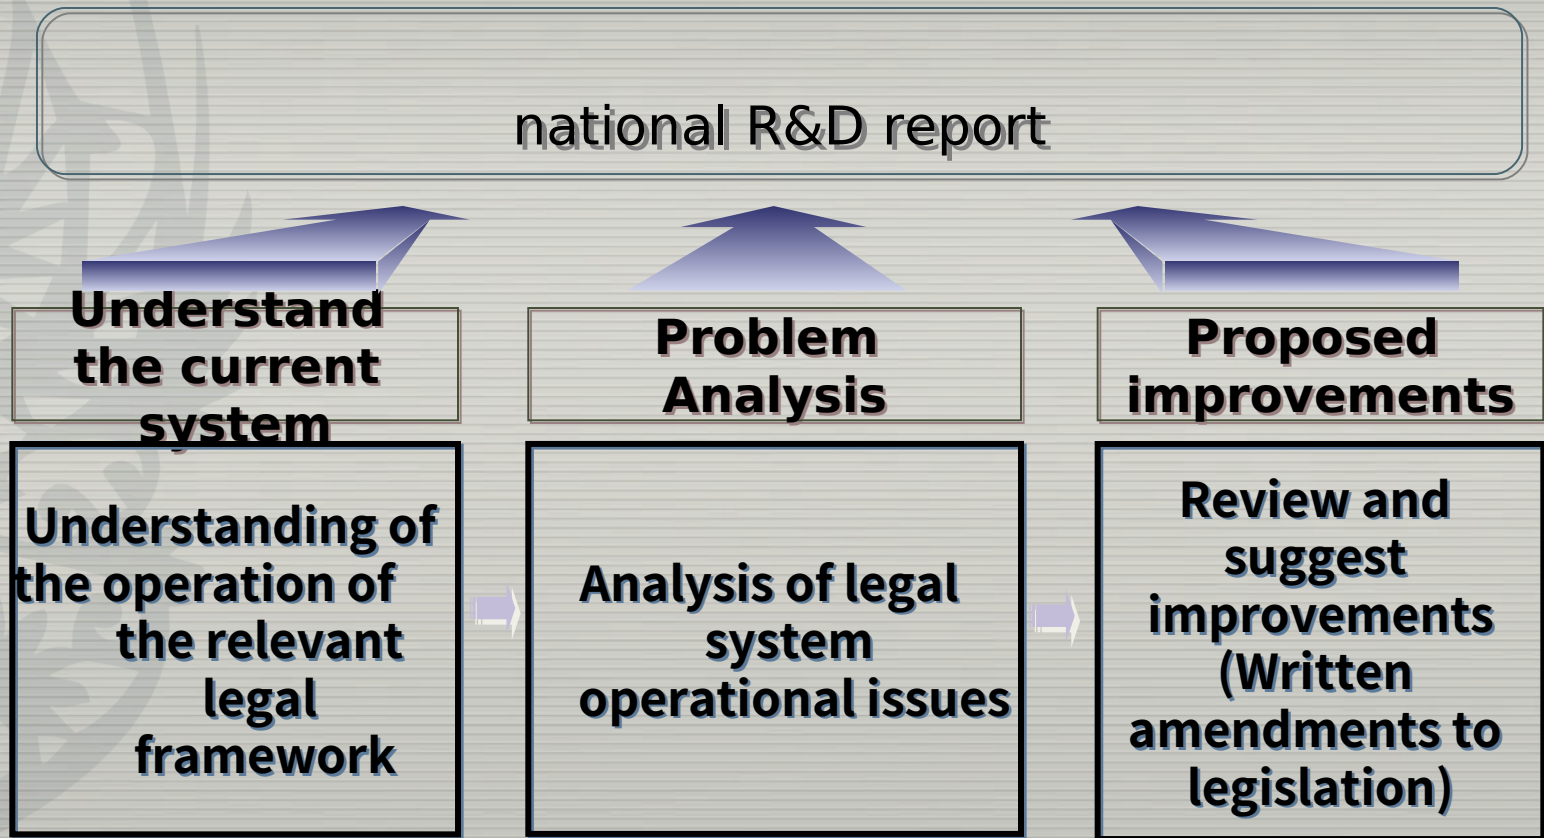 national R&D report
Understand
the current
system
Problem
Analysis
Proposed
improvements
Understanding of
the operation of
the relevant
legal
framework
Analysis of legal
system
operational issues
Review and
suggest
improvements
(Written
amendments to
legislation)